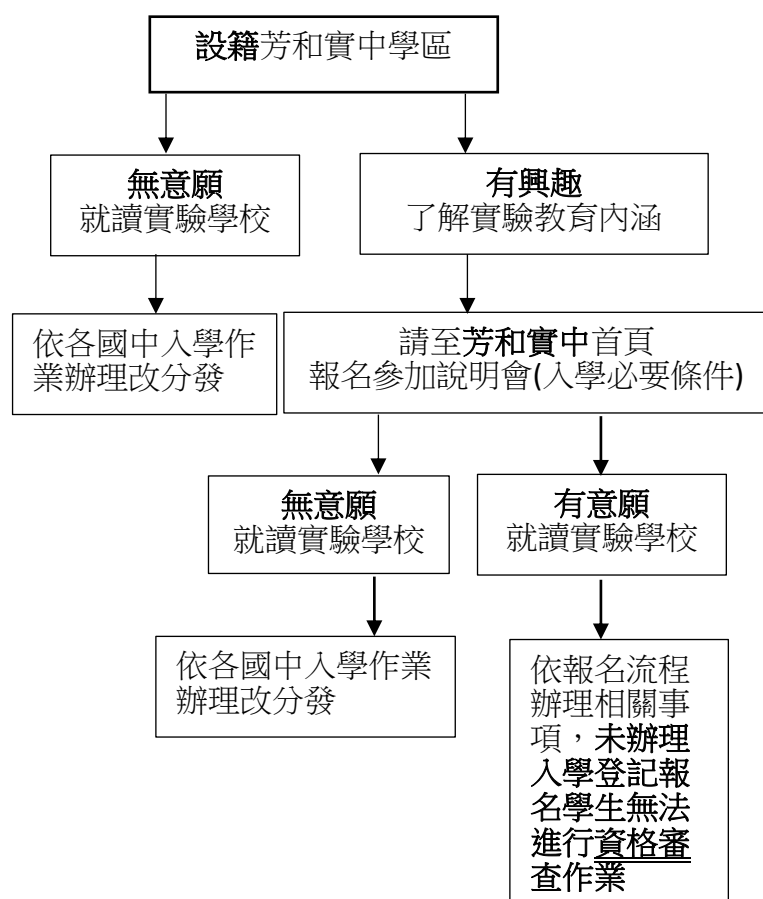 設籍芳和實中學區
無意願
就讀實驗學校
有興趣
了解實驗教育內涵
依各國中入學作
業辦理改分發
請至芳和實中首頁
報名參加說明會(入學必要條件)
無意願
就讀實驗學校
有意願
就讀實驗學校
依各國中入學作業
辦理改分發
依報名流程
辦理相關事
項，未辦理
入學登記報
名學生無法
進行資格審
查作業